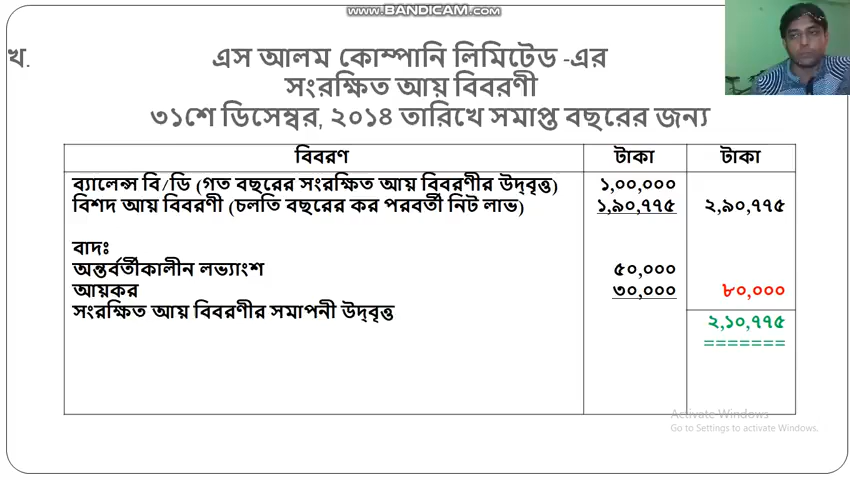 www.BANDICAM.com
খ.
এস আলম কোম্পানি লিমিটেড -এর
সংরক্ষিত আয় বিবরণী
৩১শে ডিসেম্বর, ২০১৪ তারিখে সমাপ্ত বছরের জন্য
বিবরণ টাকা টাকা
ব্যালেন্স বি/ডি (গত বছরের সংরক্ষিত আয় বিবরণীর উদ্বৃত্ত) ১,০০,০০০
বিশদ আয় বিবরণী (চলতি বছরের কর পরবর্তী নিট লাভ) ১,৯০,৭৭৫ ২,৯০,৭৭৫
বাদঃ
অন্তর্বর্তীকালীন লভ্যাংশ ৫০,০০০
আয়কর ৩০,০০০ ৮০,০০০
সংরক্ষিত আয় বিবরণীর সমাপনী উদ্বৃত্ত
২,১০,৭৭৫
=======
Activate Windows
Go to Settings to activate Windows.